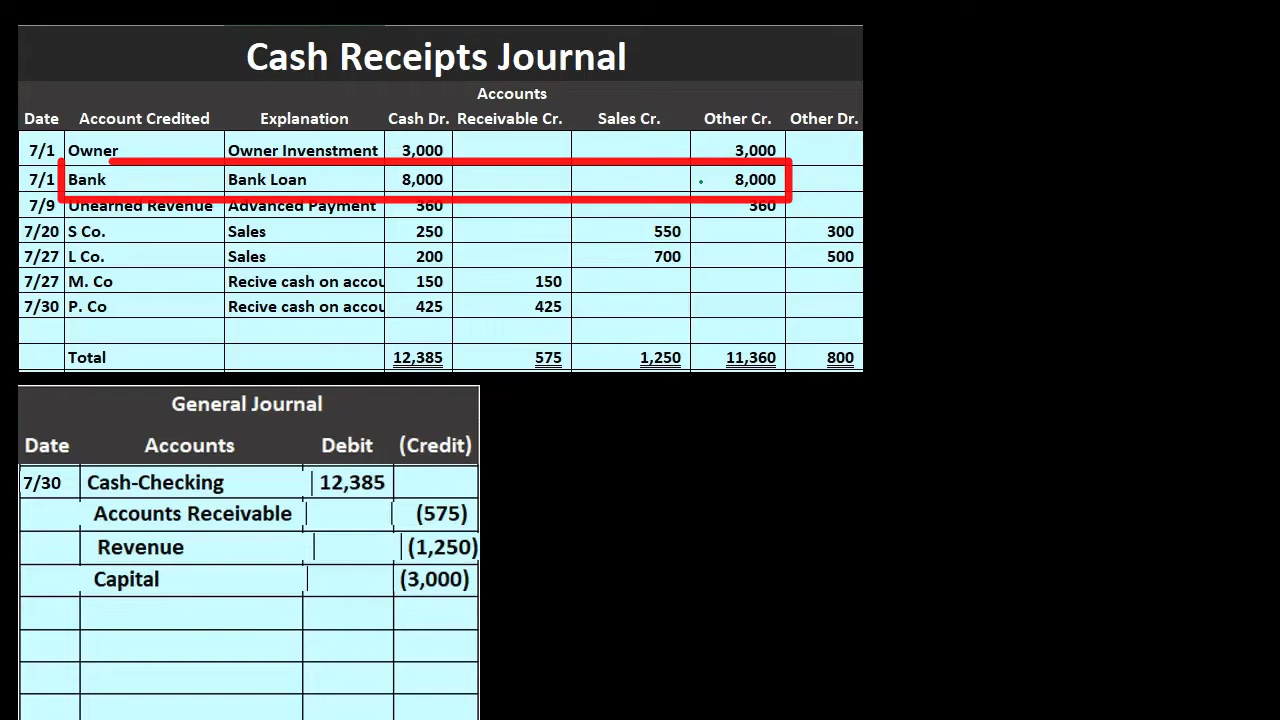 Cash Receipts Journal
Accounts
Date Account Credited Explanation Cash Dr. Receivable Cr. Sales Cr. Other Cr. Other Dr.
7/1 Owner Owner Invenstment 3,000 3,000
7/1 Bank Bank Loan 8,000 8,000
7/9 Unearned Revenue Advanced Payment 360 360
7/20 S Co. Sales 250 550 300
7/27 L Co. Sales 200 700 500
7/27 M. Co Recive cash on accou 150 150
7/30 P. Co Recive cash on accou 425 425
Total 12,385 575 1,250 11,360 800
General Journal
Date Accounts Debit (Credit)
7/30 Cash-Checking 12,385
Accounts Receivable (575)
Revenue (1,250)
Capital (3,000)